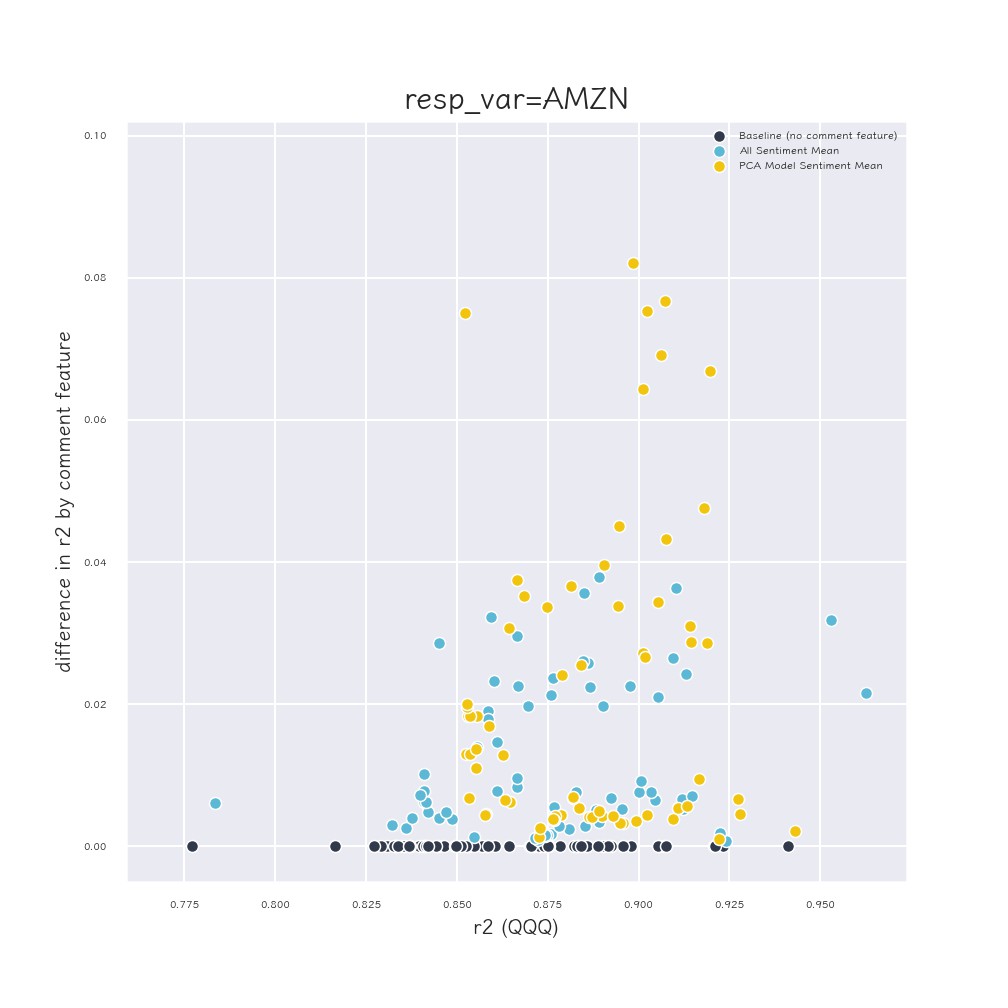 resp_var=AMZN
Baseline (no comment feature)
All Sentiment Mean
PCA Model Sentiment Mean
difference in r2 by comment feature
0.10
0.08
0.06
0.04
0.02
0.00
0.775 0.800 0.825 0.850 0.875 0.900 0.925 0.950
r2 (QQQ)